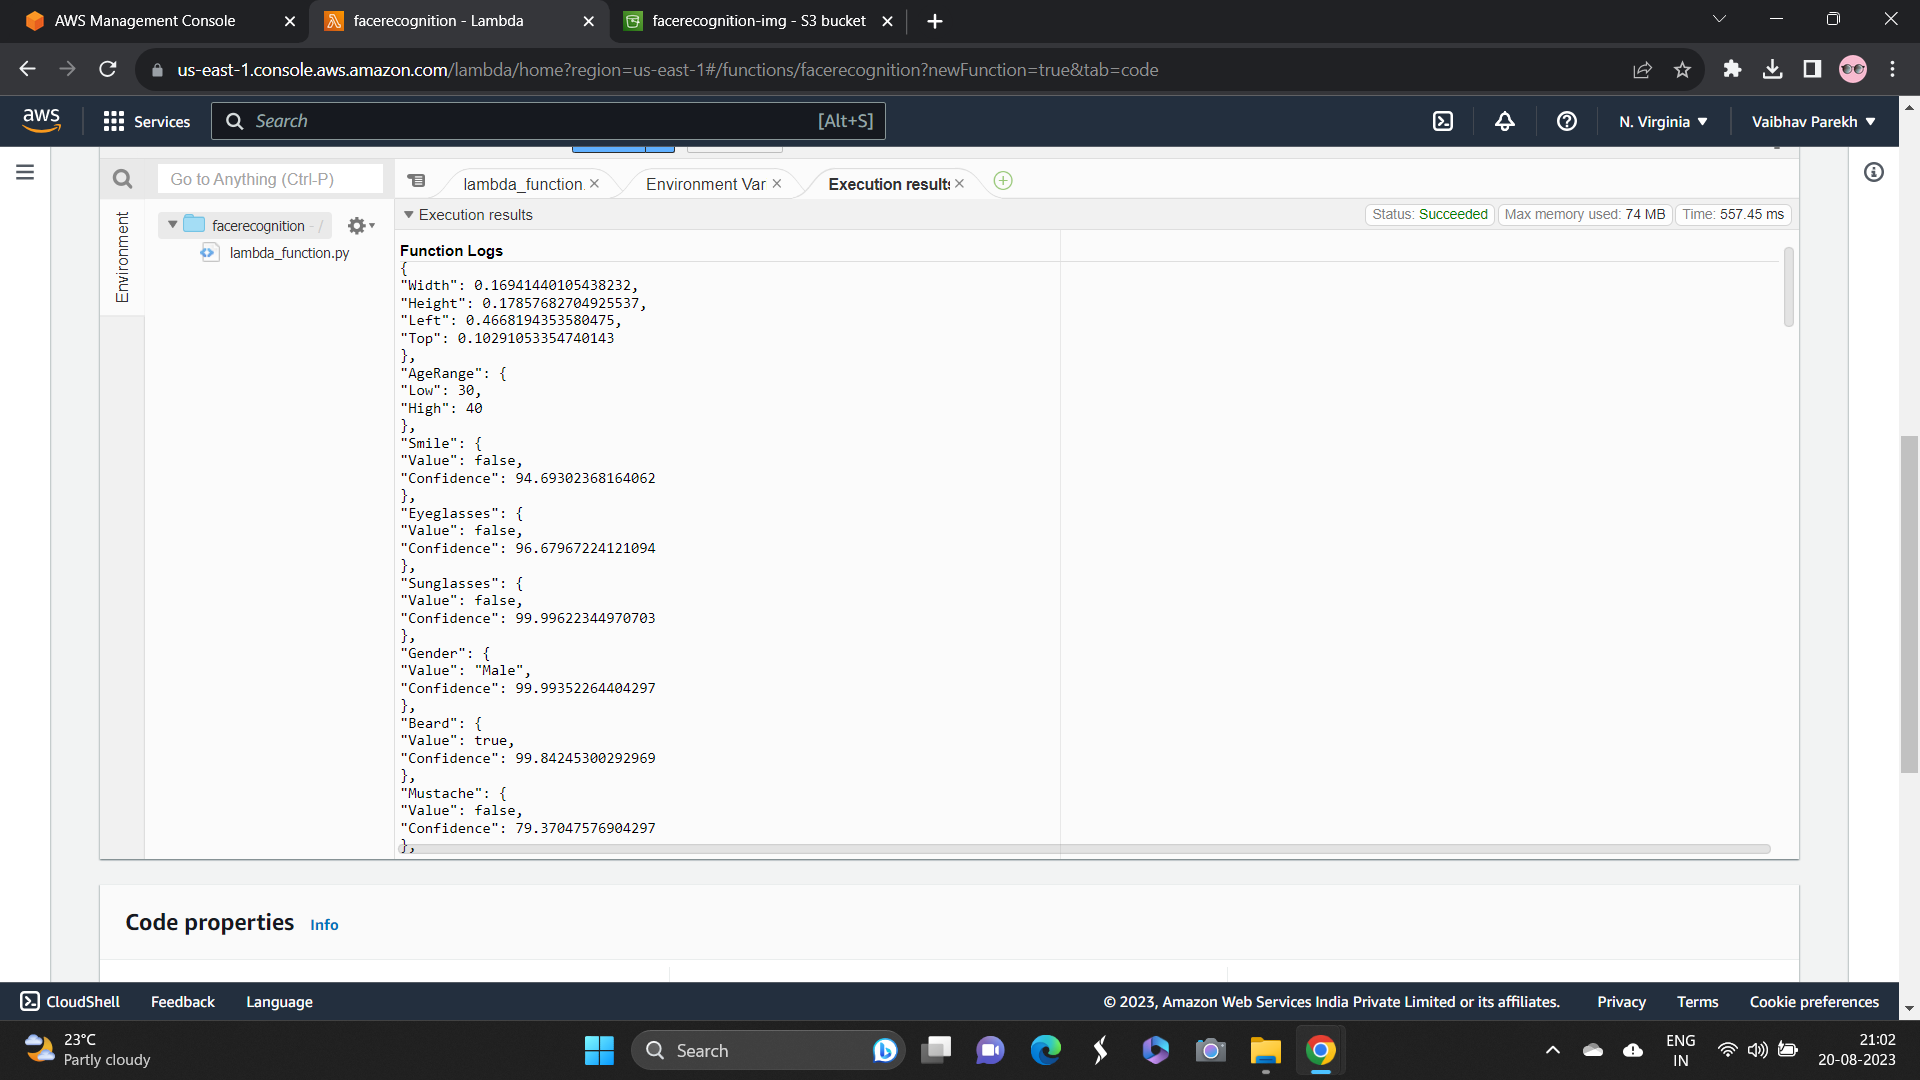 AWS Management Console
facerecognition - Lambda
facerecognition-img - S3 bucket
us-east-1.console.aws.amazon.com/lambda/home?region=us-east-1#/functions/facerecognition?newFunction=true&tab=code
aws
Services
Search
[Alt+S]
N. Virginia
Vaibhav Parekh
Go to Anything (Ctrl-P)
lambda_function.
Environment Var
Execution results
Environment
facerecognition - /
lambda_function.py
Execution results
Status: Succeeded
Max memory used: 74 MB
Time: 557.45 ms
Function Logs
{
"Width": 0.16941440105438232,
"Height": 0.17857682704925537,
"Left": 0.4668194353580475,
"Top": 0.10291053354740143
},
"AgeRange": {
"Low": 30,
"High": 40
},
"Smile": {
"Value": false,
"Confidence": 94.69302368164062
},
"Eyeglasses": {
"Value": false,
"Confidence": 96.67967224121094
},
"Sunglasses": {
"Value": false,
"Confidence": 99.99622344970703
},
"Gender": {
"Value": "Male",
"Confidence": 99.99352264404297
},
"Beard": {
"Value": true,
"Confidence": 99.84245300292969
},
"Mustache": {
"Value": false,
"Confidence": 79.37047576904297
},
Code properties
Info
CloudShell
Feedback
Language
© 2023, Amazon Web Services India Private Limited or its affiliates.
Privacy
Terms
Cookie preferences
23°C
Partly cloudy
Search
ENG
IN
21:02
20-08-2023